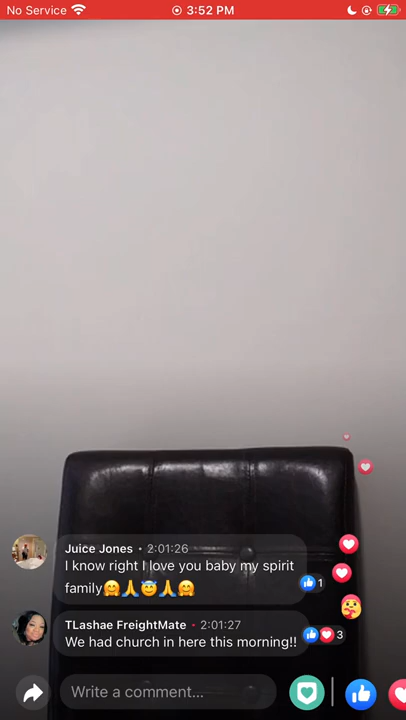 No Service 3:52 PM
Juice Jones • 2:01:26
I know right I love you baby my spirit
family🤗🙏😇🙏🤗
1
TLashae FreightMate • 2:01:27
We had church in here this morning!!
3
Write a comment...